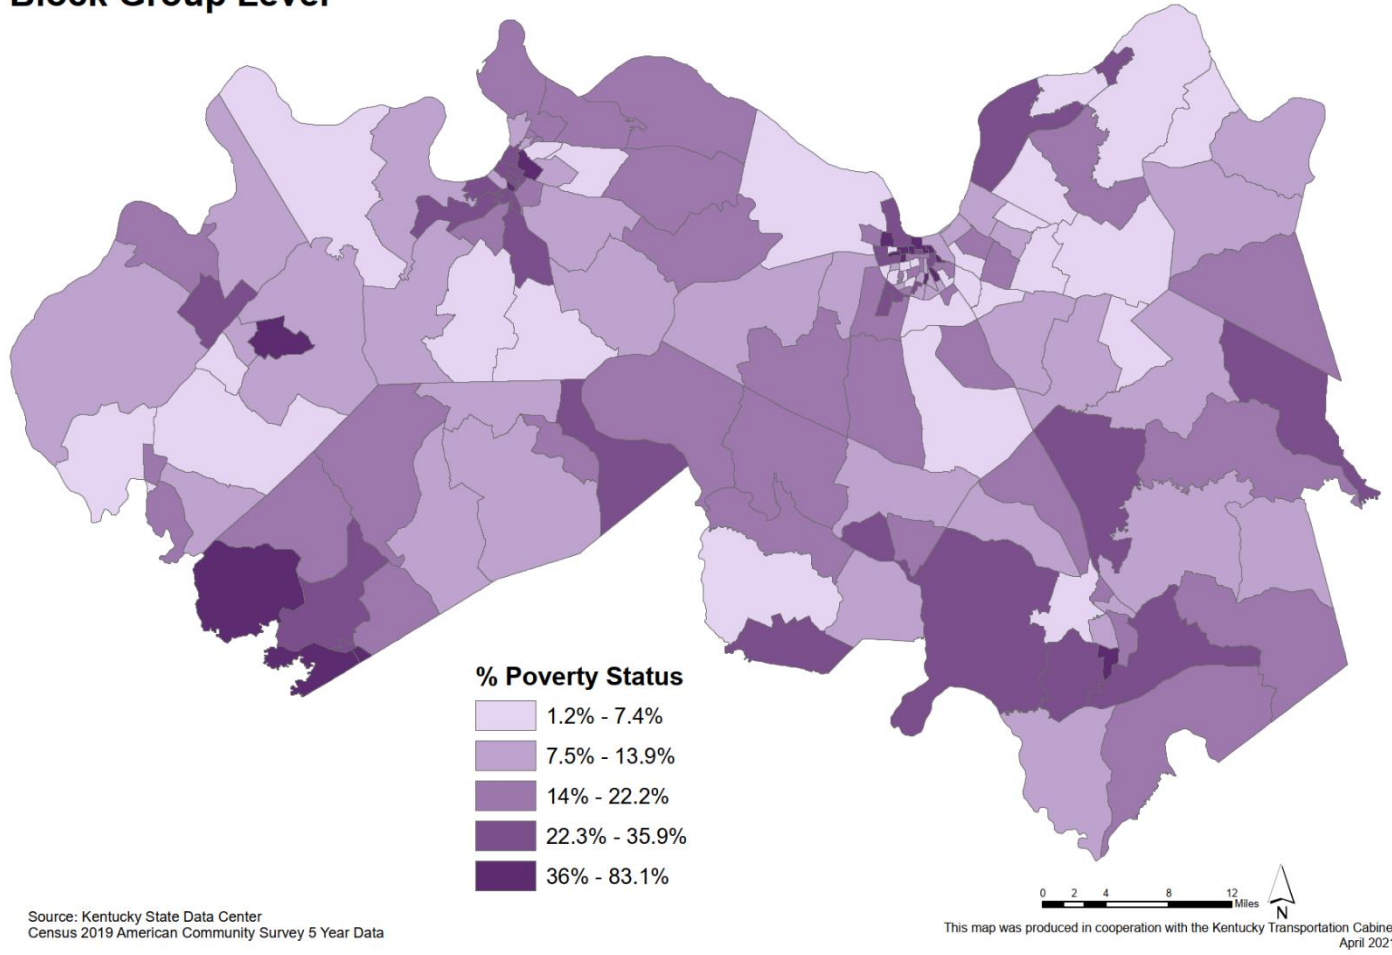 Block Group Level
% Poverty Status
1.2% - 7.4%
7.5% - 13.9%
14% - 22.2%
22.3% - 35.9%
36% - 83.1%
0 2 4 8 12
Miles
N
Source: Kentucky State Data Center
Census 2019 American Community Survey 5 Year Data
This map was produced in cooperation with the Kentucky Transportation Cabine
April 2021